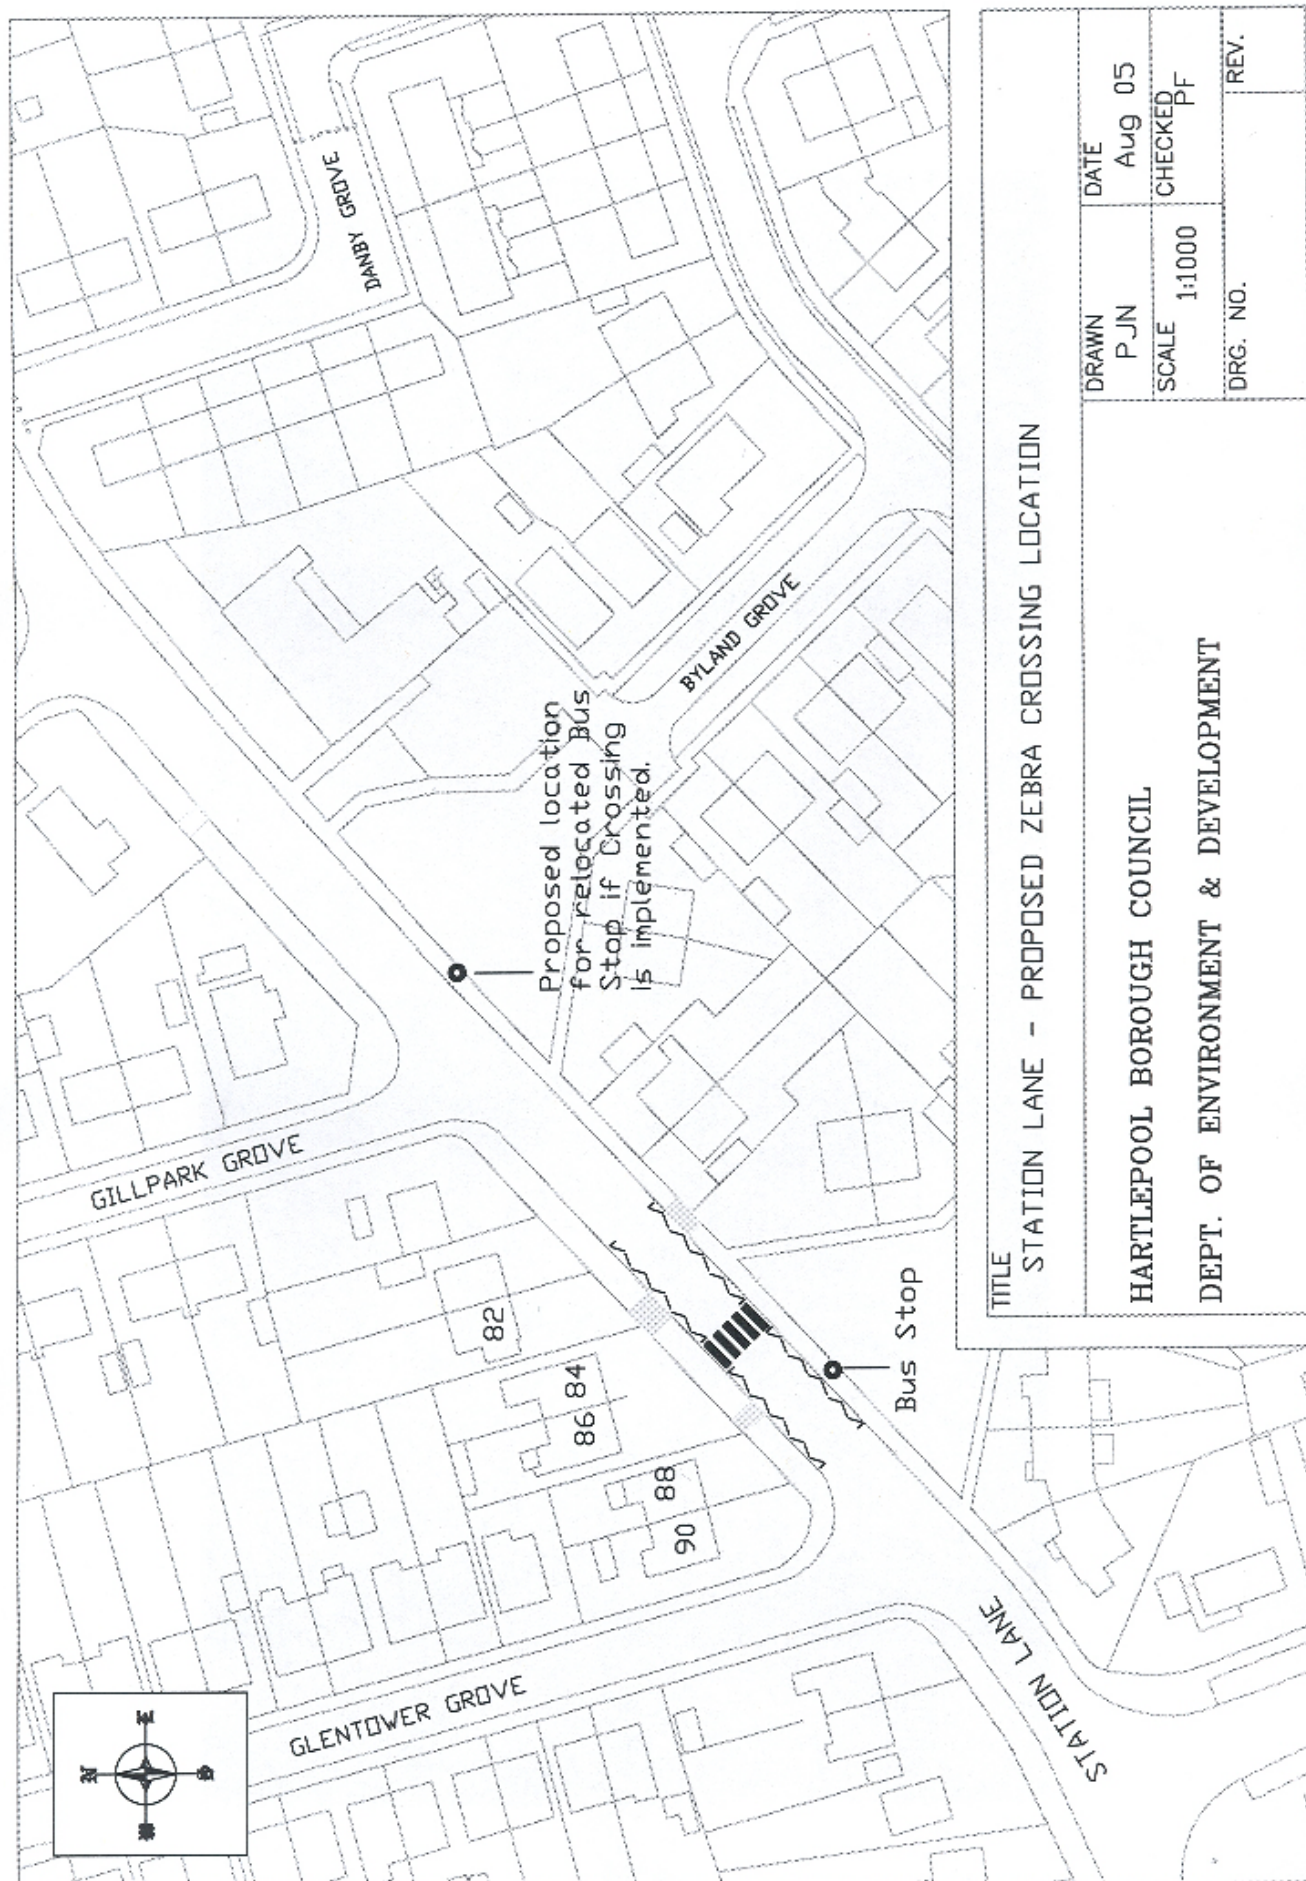 DANBY GROVE
Proposed location
for relocated Bus
Stop if Crossing
is implemented.
BYLAND GROVE
GILLPARK GROVE
82
84
86
88
90
Bus Stop
GLENTOWER GROVE
STATION LANE
N
E
S
W
TITLE
STATION LANE - PROPOSED ZEBRA CROSSING LOCATION
HARTLEPOOL BOROUGH COUNCIL
DEPT. OF ENVIRONMENT & DEVELOPMENT
DRAWN
PJN
DATE
Aug 05
SCALE
1:1000
CHECKED
PF
DRG. NO.
REV.